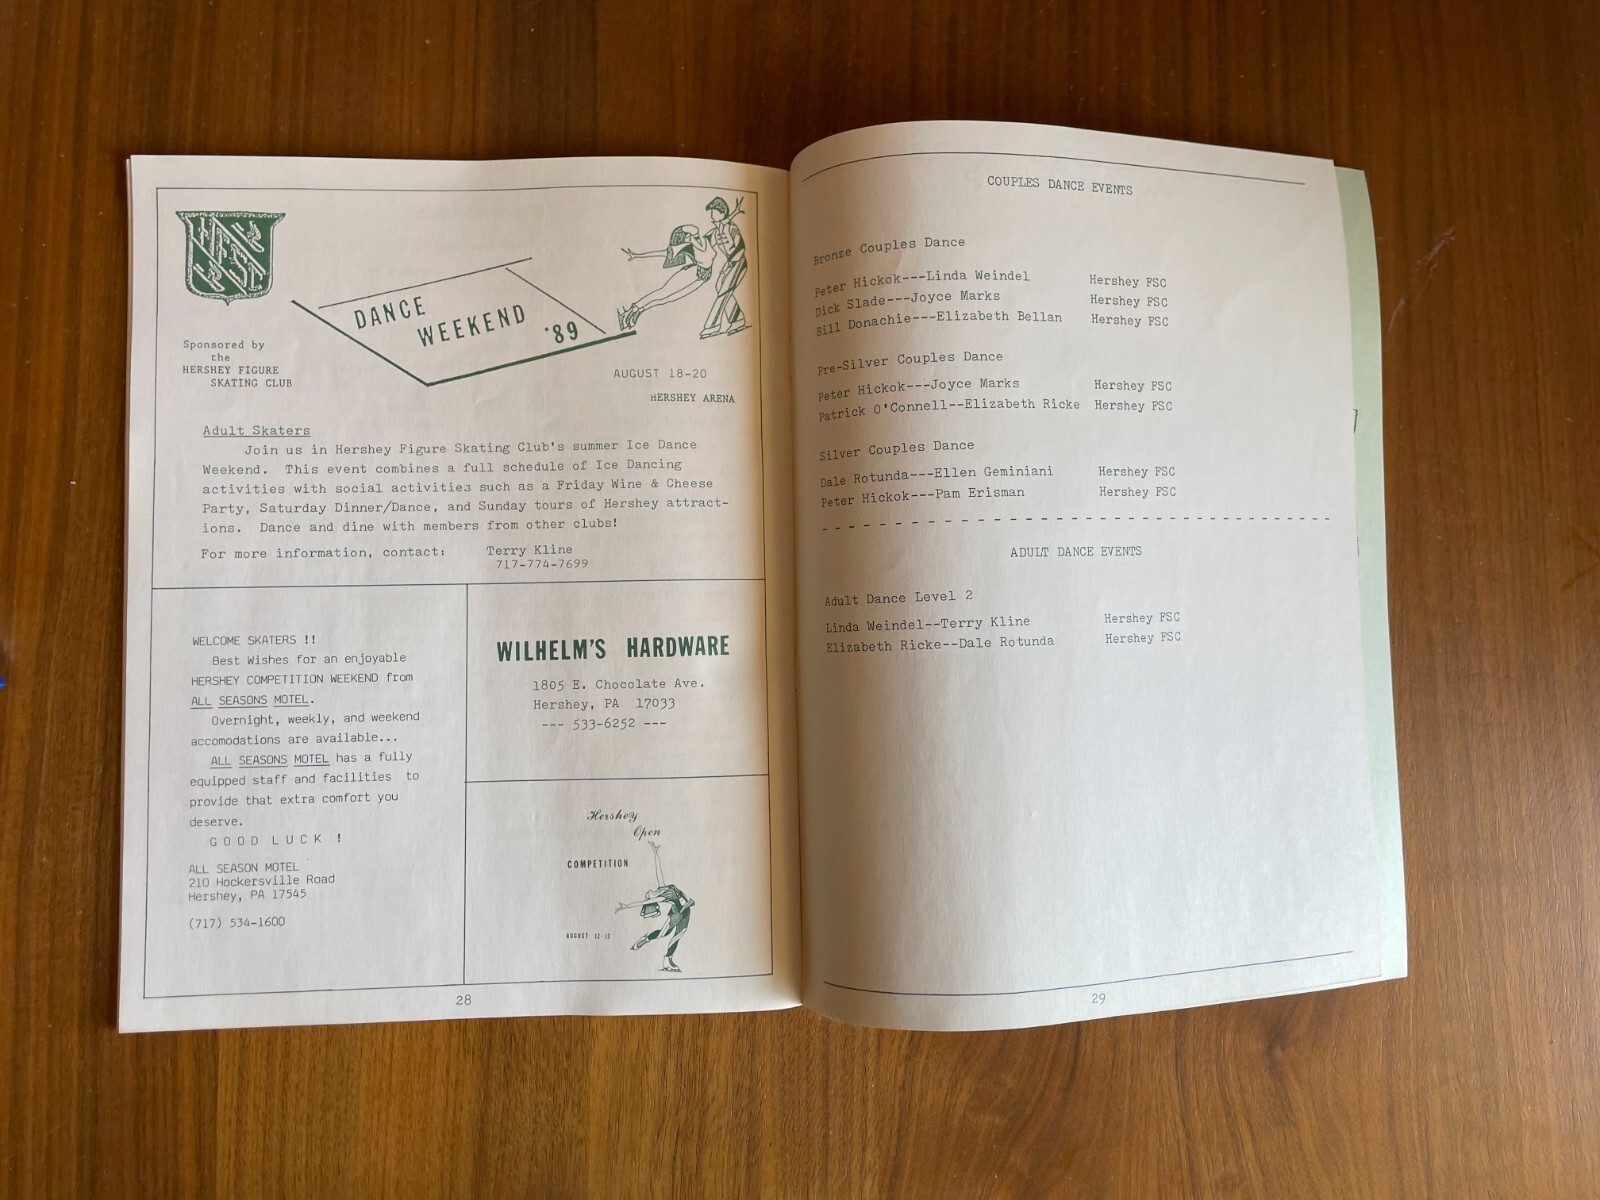 HFSC
DANCE
WEEKEND '89
Sponsored by
the
HERSHEY FIGURE
SKATING CLUB
AUGUST 18-20
HERSHEY ARENA
Adult Skaters
Join us in Hershey Figure Skating Club's summer Ice Dance
Weekend. This event combines a full schedule of Ice Dancing
activities with social activities such as a Friday Wine & Cheese
Party, Saturday Dinner/Dance, and Sunday tours of Hershey attract-
ions. Dance and dine with members from other clubs!
For more information, contact: Terry Kline
717-774-7699
WELCOME SKATERS !!
Best Wishes for an enjoyable
HERSHEY COMPETITION WEEKEND from
ALL SEASONS MOTEL.
Overnight, weekly, and weekend
accomodations are available...
ALL SEASONS MOTEL has a fully
equipped staff and facilities to
provide that extra comfort you
deserve.
GOOD LUCK !
ALL SEASON MOTEL
210 Hockersville Road
Hershey, PA 17545
(717) 534-1600
WILHELM'S HARDWARE
1805 E. Chocolate Ave.
Hershey, PA 17033
--- 533-6252 ---
Hershey
Open
COMPETITION
AUGUST 12-13
28
COUPLES DANCE EVENTS
Bronze Couples Dance
Peter Hickok---Linda Weindel Hershey FSC
Dick Slade---Joyce Marks Hershey FSC
Bill Donachie---Elizabeth Bellan Hershey FSC
Pre-Silver Couples Dance
Peter Hickok---Joyce Marks Hershey FSC
Patrick O'Connell--Elizabeth Ricke Hershey FSC
Silver Couples Dance
Dale Rotunda---Ellen Geminiani Hershey FSC
Peter Hickok---Pam Erisman Hershey FSC
ADULT DANCE EVENTS
Adult Dance Level 2
Linda Weindel--Terry Kline Hershey FSC
Elizabeth Ricke--Dale Rotunda Hershey FSC
29